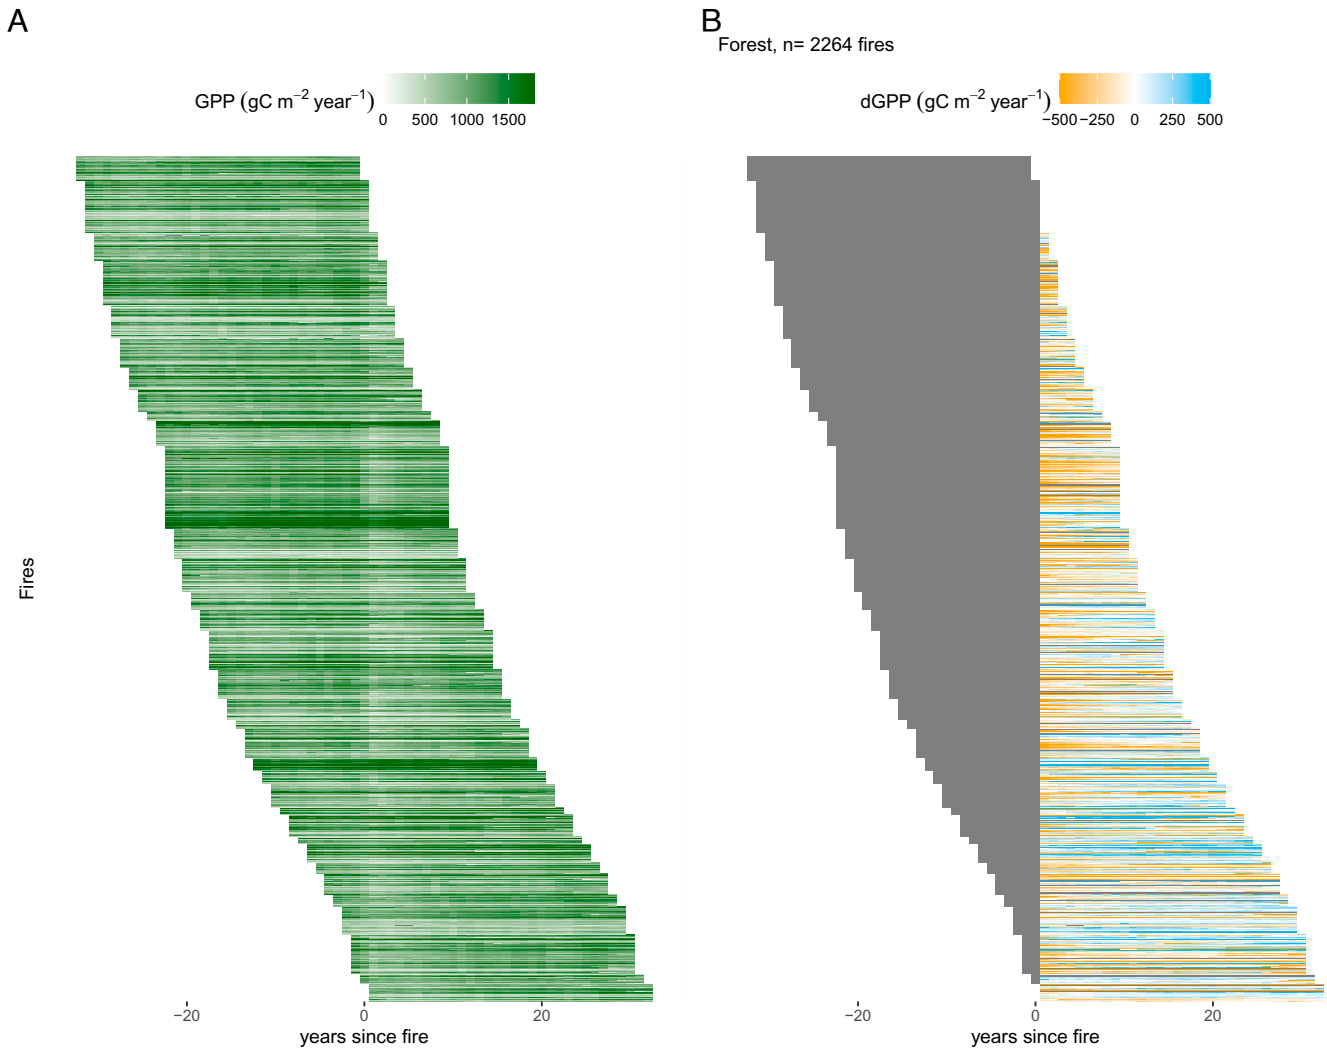 A
B
Forest, n= 2264 fires
GPP (gC m−2 year−1)
0 500 1000 1500
dGPP (gC m−2 year−1)
−500 −250 0 250 500
Fires
−20 0 20
years since fire
−20 0 20
years since fire